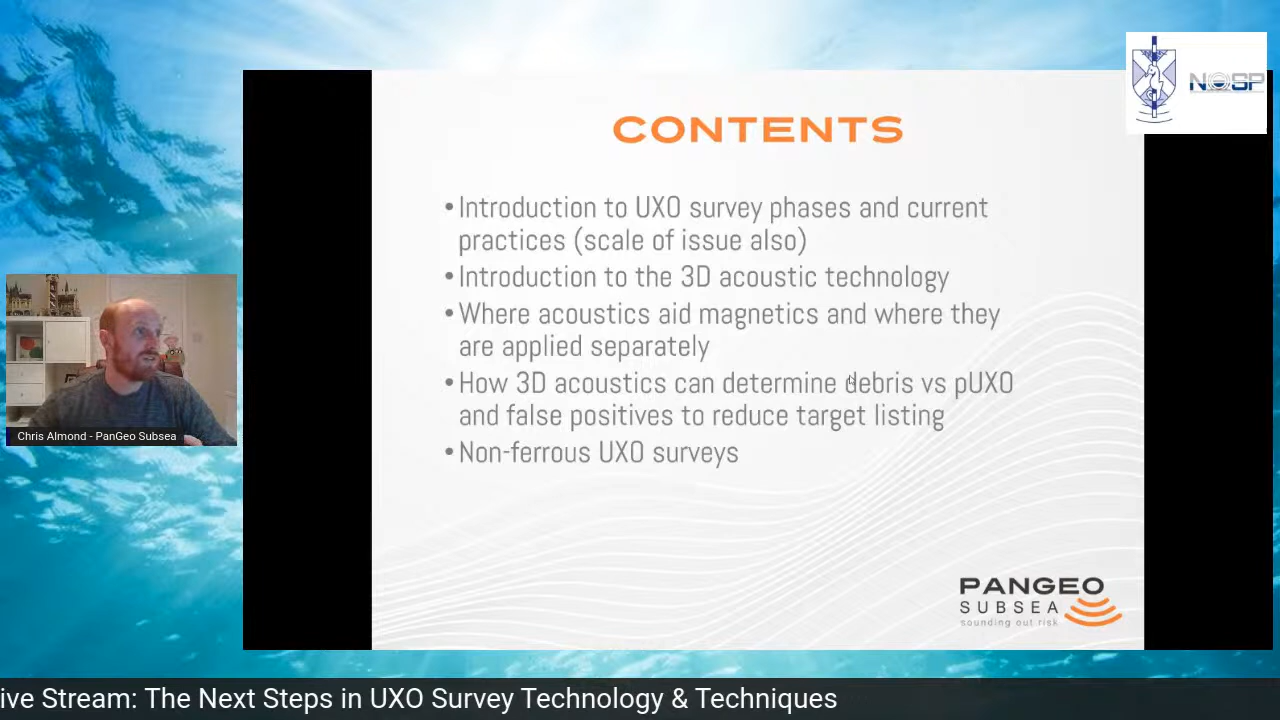 NOSP
CONTENTS
•Introduction to UXO survey phases and current
practices (scale of issue also)
•Introduction to the 3D acoustic technology
•Where acoustics aid magnetics and where they
are applied separately
•How 3D acoustics can determine debris vs pUXO
and false positives to reduce target listing
•Non-ferrous UXO surveys
Chris Almond - PanGeo Subsea
PANGEO
SUBSEA
sounding out risk
ive Stream: The Next Steps in UXO Survey Technology & Techniques